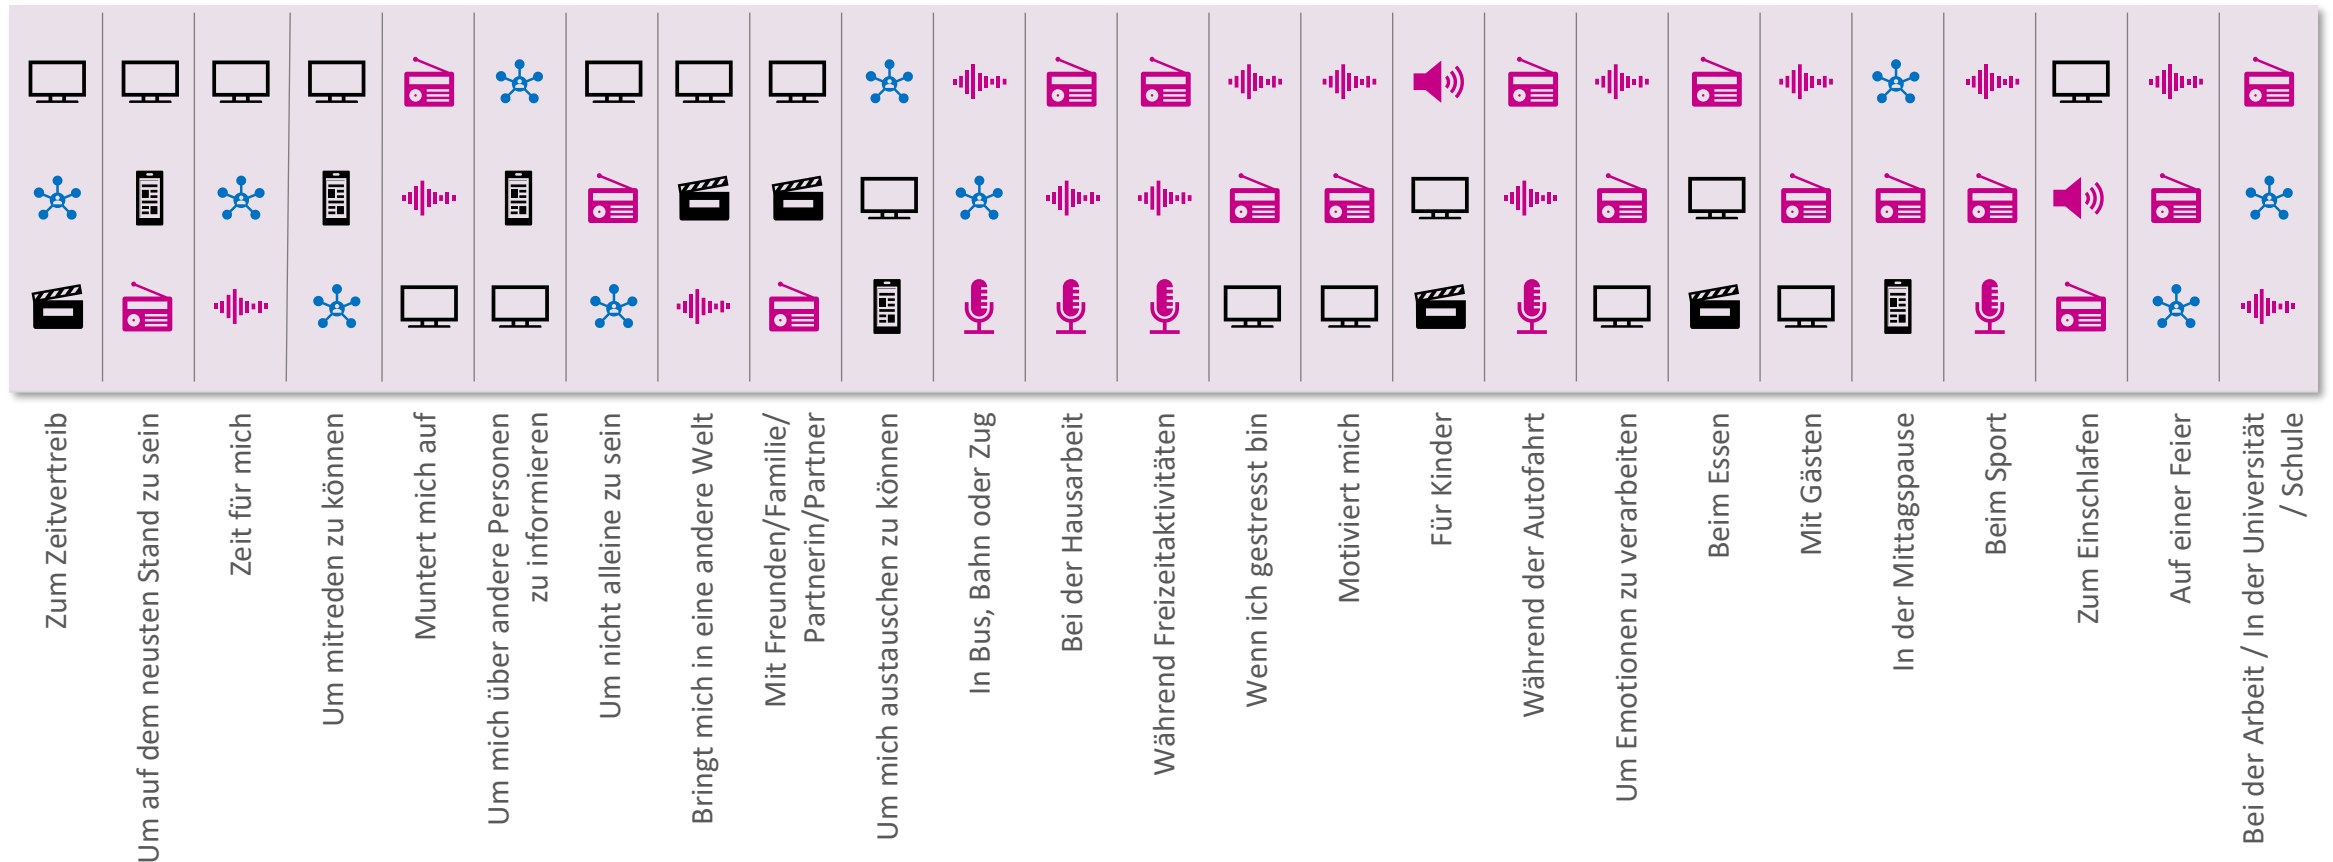 Zum Zeitvertreib
Um auf dem neusten Stand zu sein
Zeit für mich
Um mitreden zu können
Muntert mich auf
Um mich über andere Personen
zu informieren
Um nicht alleine zu sein
Bringt mich in eine andere Welt
Mit Freunden/Familie/
Partnerin/Partner
Um mich austauschen zu können
In Bus, Bahn oder Zug
Bei der Hausarbeit
Während Freizeitaktivitäten
Wenn ich gestresst bin
Motiviert mich
Für Kinder
Während der Autofahrt
Um Emotionen zu verarbeiten
Beim Essen
Mit Gästen
In der Mittagspause
Beim Sport
Zum Einschlafen
Auf einer Feier
Bei der Arbeit / In der Universität
/ Schule